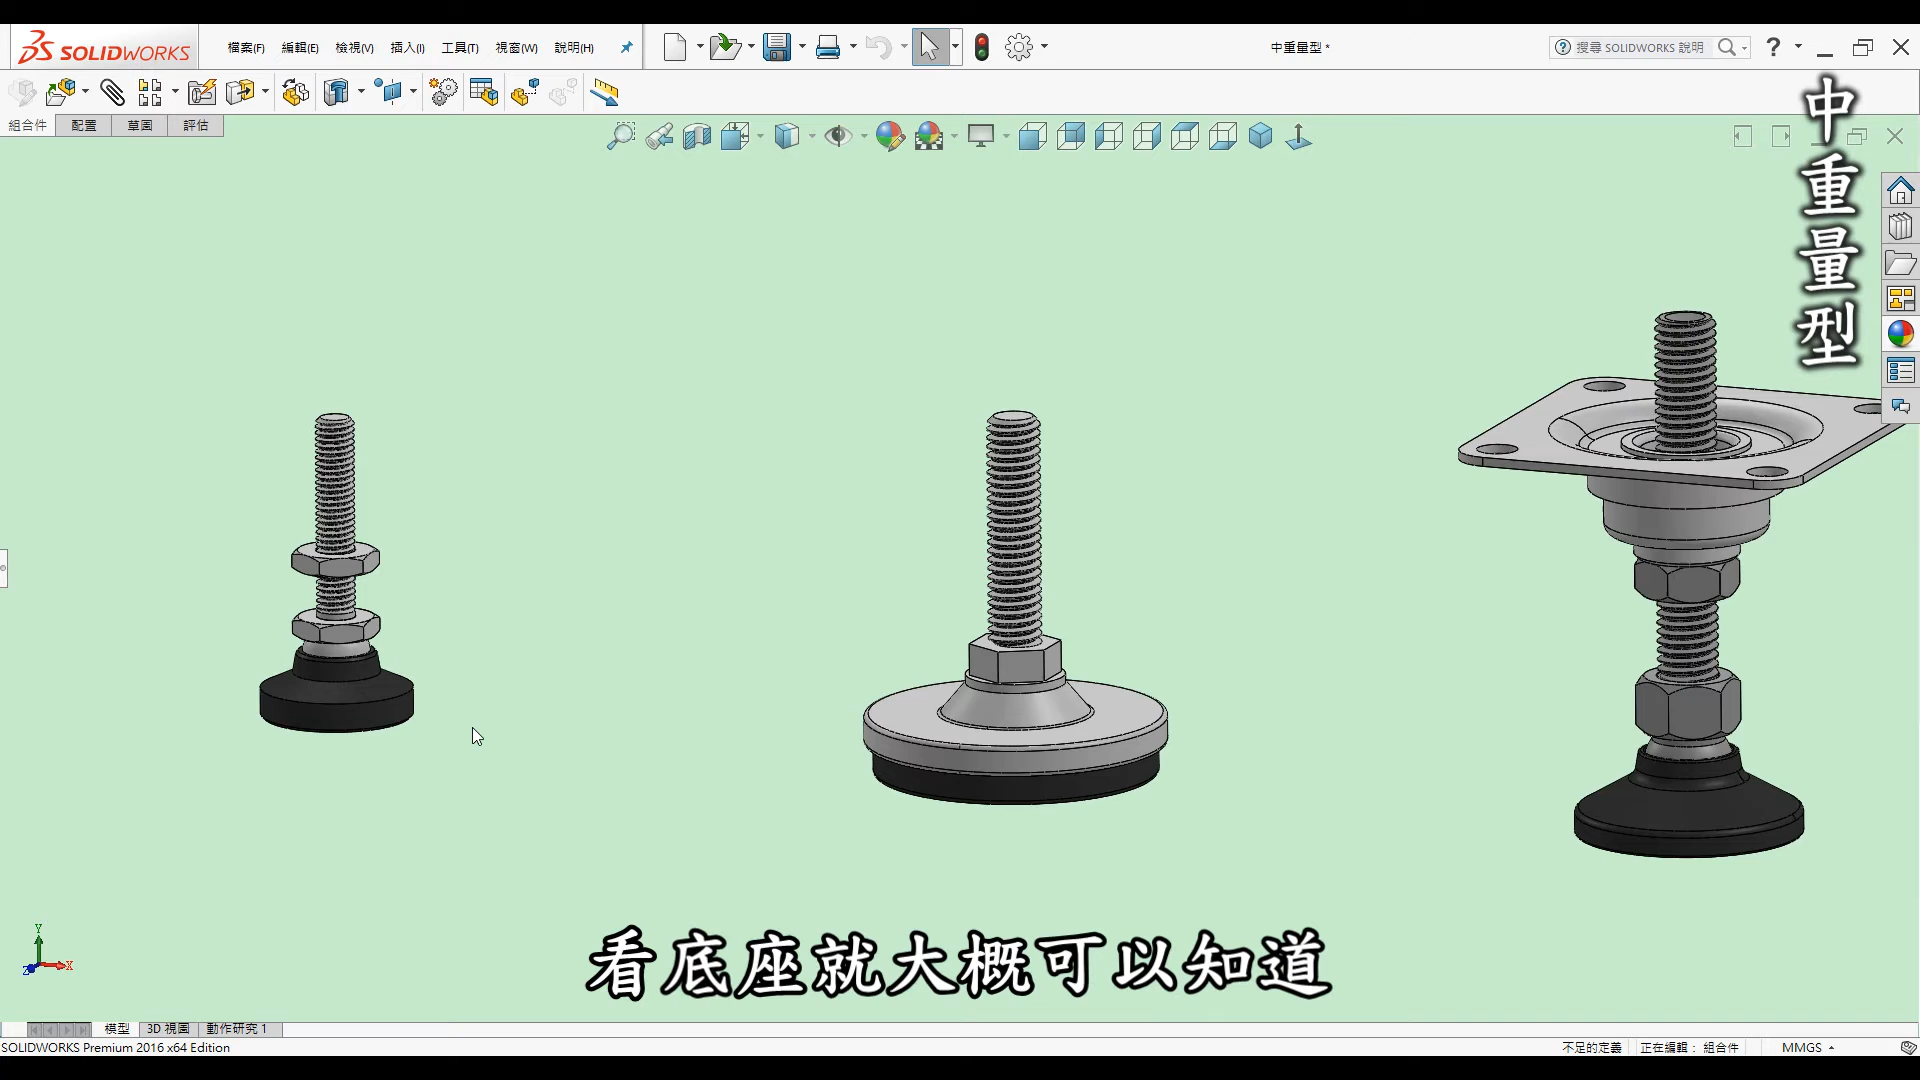 SOLIDWORKS
檔案(F) 編輯(E) 檢視(V) 插入(I) 工具(T) 視窗(W) 說明(H)
中重量型 *
搜尋 SOLIDWORKS 說明
組合件 配置 草圖 評估
中重量型
看底座就大概可以知道
Y
Z X
模型 3D 視圖 動作研究 1
SOLIDWORKS Premium 2016 x64 Edition
不足的定義 正在編輯： 組合件 MMGS